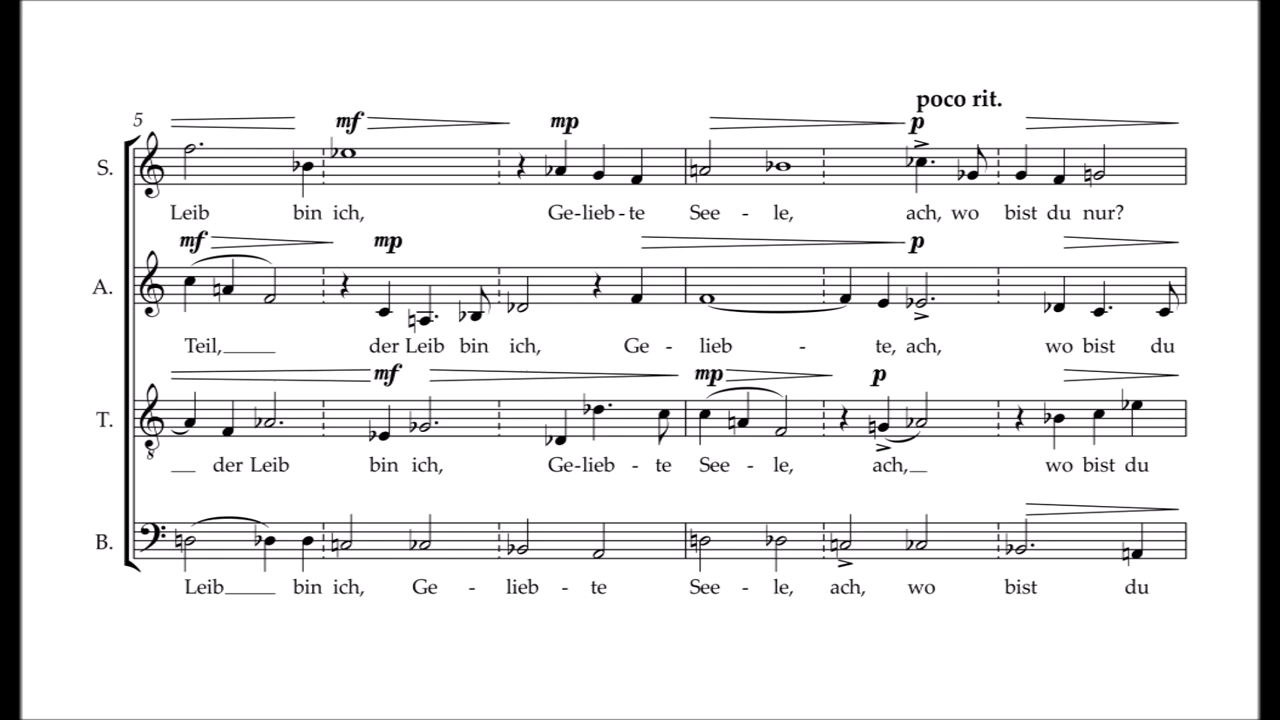 poco rit.
5 mf mp p
S.
Leib bin ich, Ge-lieb-te See - le, ach, wo bist du nur?
mf mp p
A.
Teil, der Leib bin ich, Ge - lieb - te, ach, wo bist du
mf mp p
T.
der Leib bin ich, Ge-lieb - te See - le, ach, wo bist du
B.
Leib bin ich, Ge - lieb - te See - le, ach, wo bist du